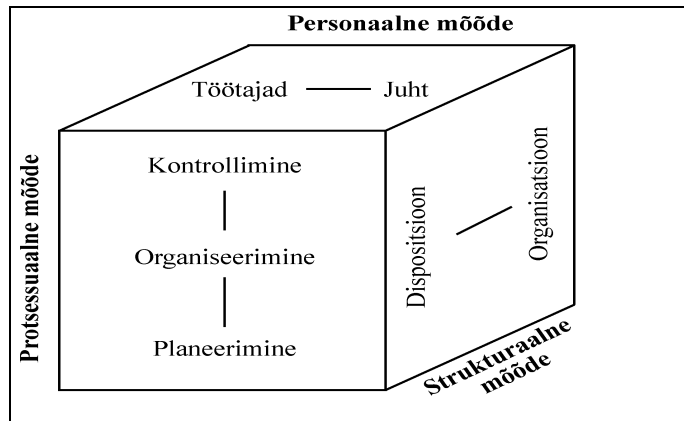 Personaalne mõõde
Töötajad
Juht
Protsessuaalne mõõde
Kontrollimine
Organiseerimine
Planeerimine
Dispositsioon
Organisatsioon
Strukturaalne
mõõde